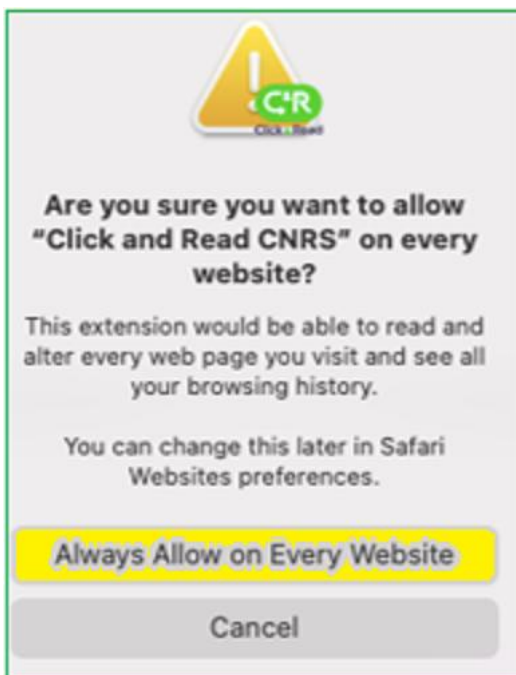 C R
Click & Read
Are you sure you want to allow
“Click and Read CNRS” on every
website?
This extension would be able to read and
alter every web page you visit and see all
your browsing history.
You can change this later in Safari
Websites preferences.
Always Allow on Every Website
Cancel